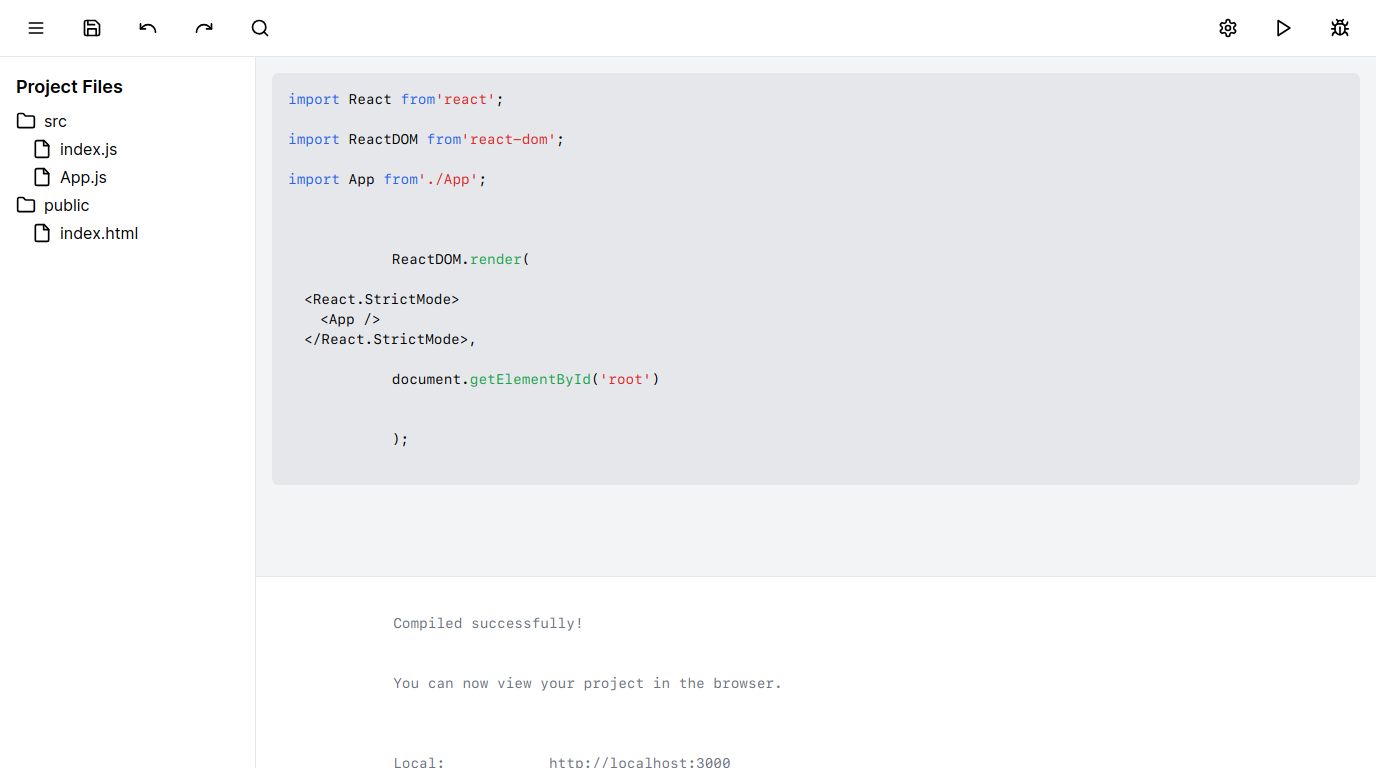 Project Files
src
index.js
App.js
public
index.html
import React from'react';
import ReactDOM from'react-dom';
import App from'./App';
ReactDOM.render(
<React.StrictMode>
<App />
</React.StrictMode>,
document.getElementById('root')
);
Compiled successfully!
You can now view your project in the browser.
Local: http://localhost:3000